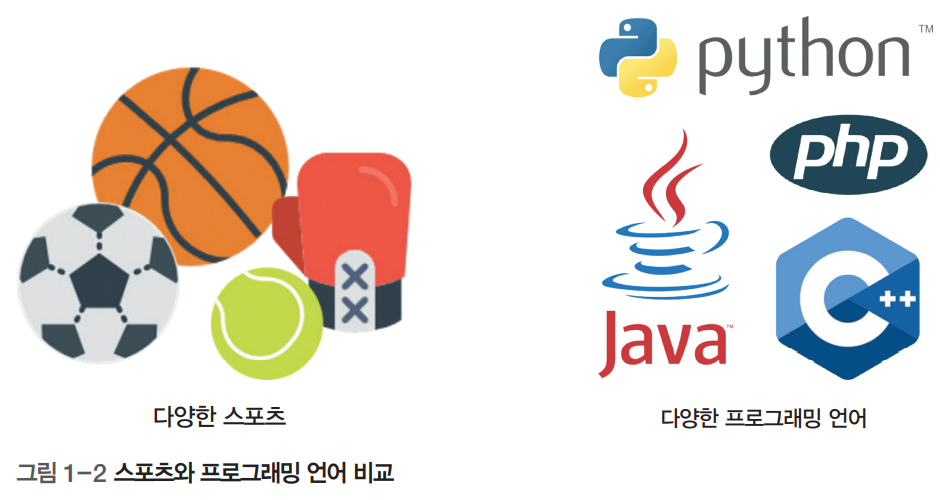 python™
php
C++
Java™
다양한 스포츠
다양한 프로그래밍 언어
그림 1-2 스포츠와 프로그래밍 언어 비교